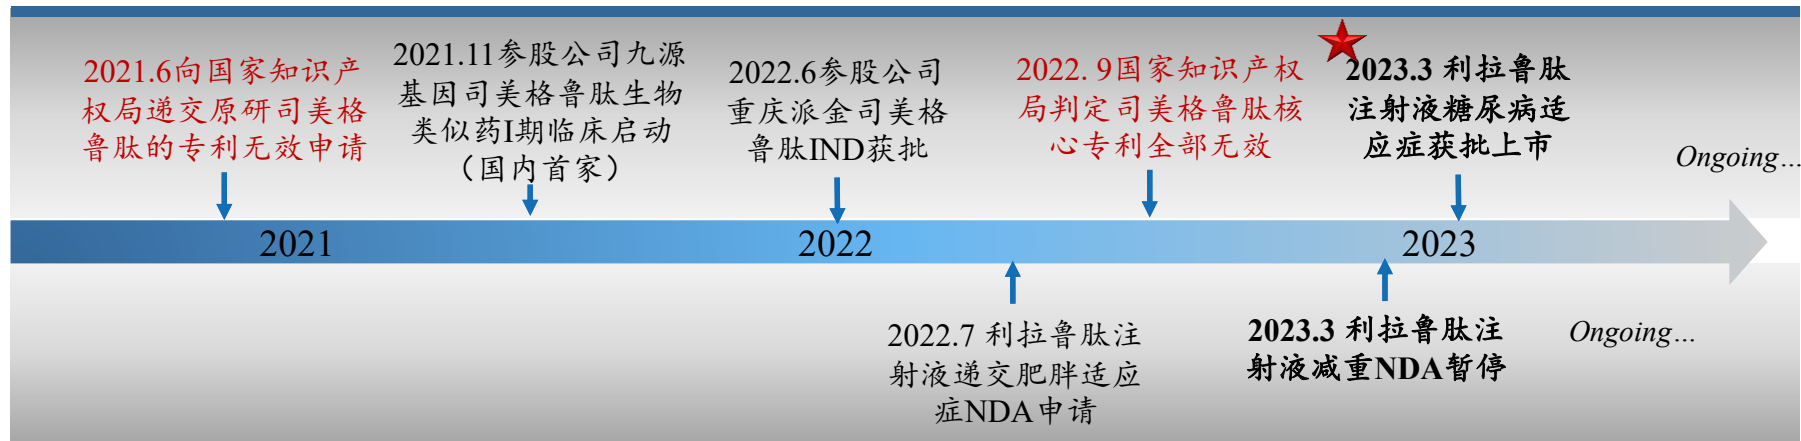 2021.6向国家知识产
权局递交原研司美格
鲁肽的专利无效申请
2021.11参股公司九源
基因司美格鲁肽生物
类似药I期临床启动
（国内首家）
2022.6参股公司
重庆派金司美格
鲁肽IND获批
2022. 9国家知识产权
局判定司美格鲁肽核
心专利全部无效
2023.3 利拉鲁肽
注射液糖尿病适
应症获批上市
Ongoing...
2021
2022
2023
2022.7 利拉鲁肽注
射液递交肥胖适应
症NDA申请
2023.3 利拉鲁肽注
射液减重NDA暂停
Ongoing...